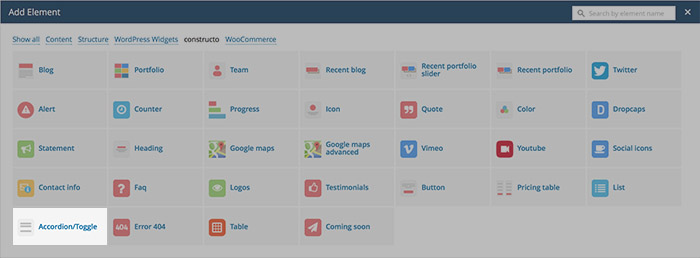 Add Element
Search by element name
Show all Content Structure WordPress Widgets constructo WooCommerce
Blog Portfolio Team Recent blog Recent portfolio slider Recent portfolio Twitter
Alert Counter Progress Icon Quote Color D Dropcaps
Statement Heading Google maps Google maps advanced Vimeo Youtube Social icons
Contact info ? Faq Logos Testimonials Button Pricing table List
Accordion/Toggle 404 Error 404 Table Coming soon